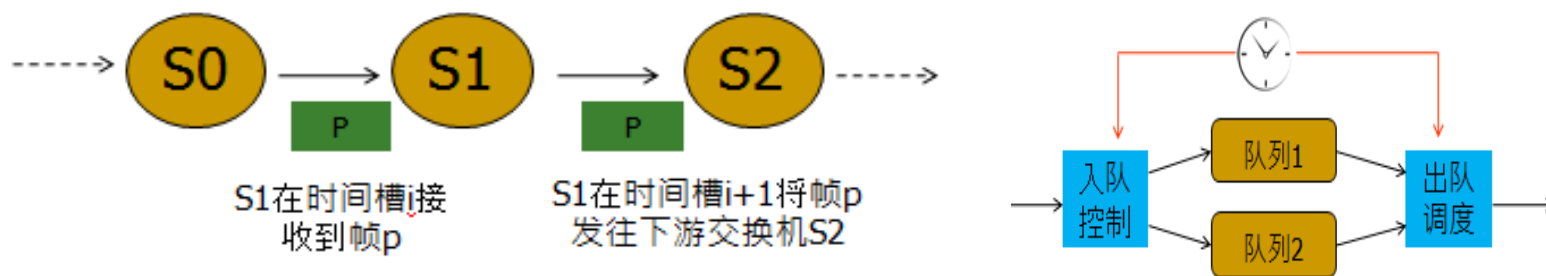 S0
S1
S2
P
P
S1在时间槽i接
收到帧p
S1在时间槽i+1将帧p
发往下游交换机S2
入队
控制
队列1
队列2
出队
调度